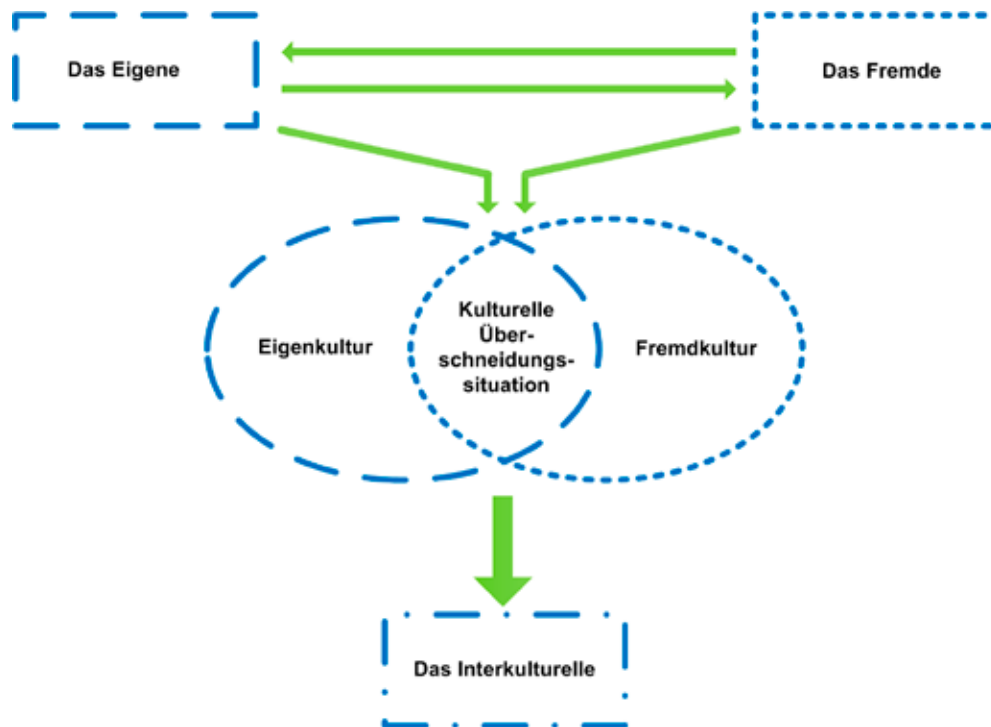 Das Eigene
Das Fremde
Eigenkultur
Kulturelle
Über-
schneidungs-
situation
Fremdkultur
Das Interkulturelle